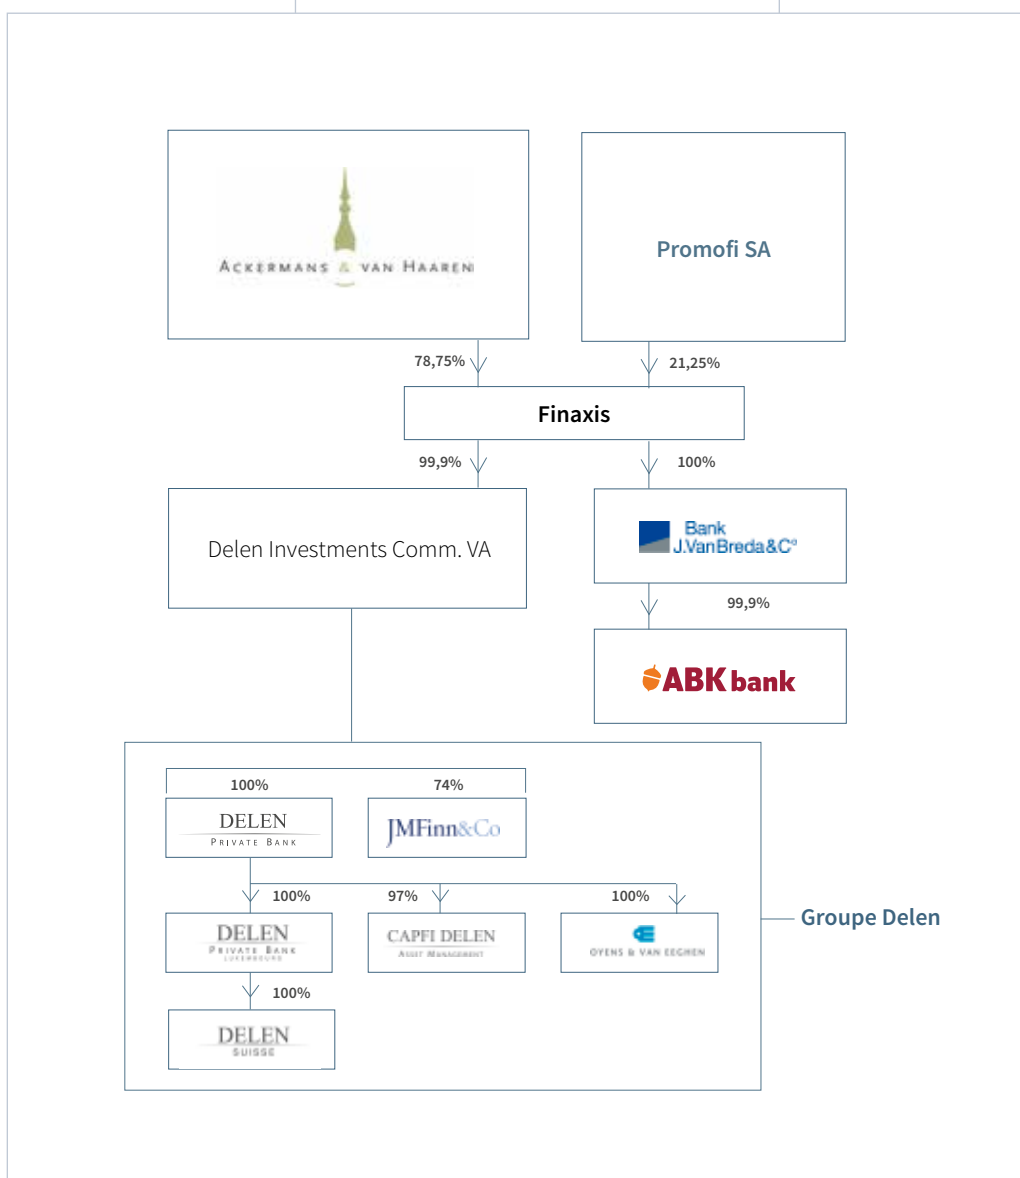 ACKERMANS & VAN HAAREN
Promofi SA
78,75%
21,25%
Finaxis
99,9%
100%
Delen Investments Comm. VA
Bank
J.VanBreda&C°
99,9%
ABK bank
100%
74%
DELEN
PRIVATE BANK
JMFinn&Co
100%
97%
100%
DELEN
PRIVATE BANK
LUXEMBOURG
CAPFI DELEN
ASSET MANAGEMENT
OYENS & VAN EEGHEN
Groupe Delen
100%
DELEN
SUISSE